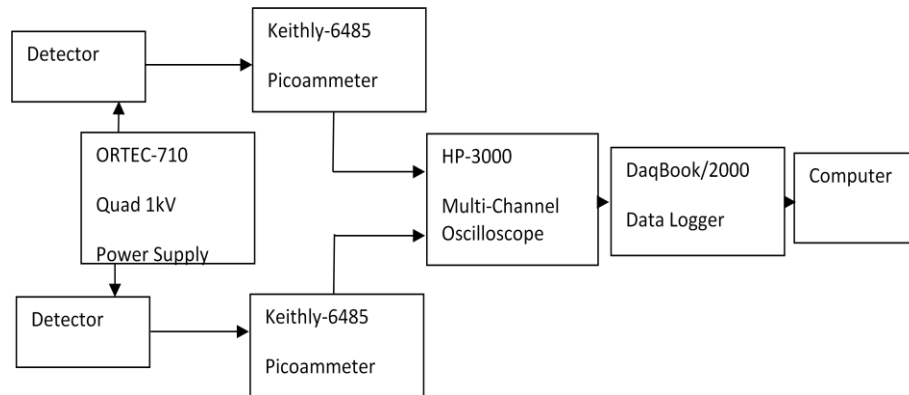 Detector
Keithly-6485
Picoammeter
ORTEC-710
Quad 1kV
Power Supply
HP-3000
Multi-Channel
Oscilloscope
DaqBook/2000
Data Logger
Computer
Detector
Keithly-6485
Picoammeter